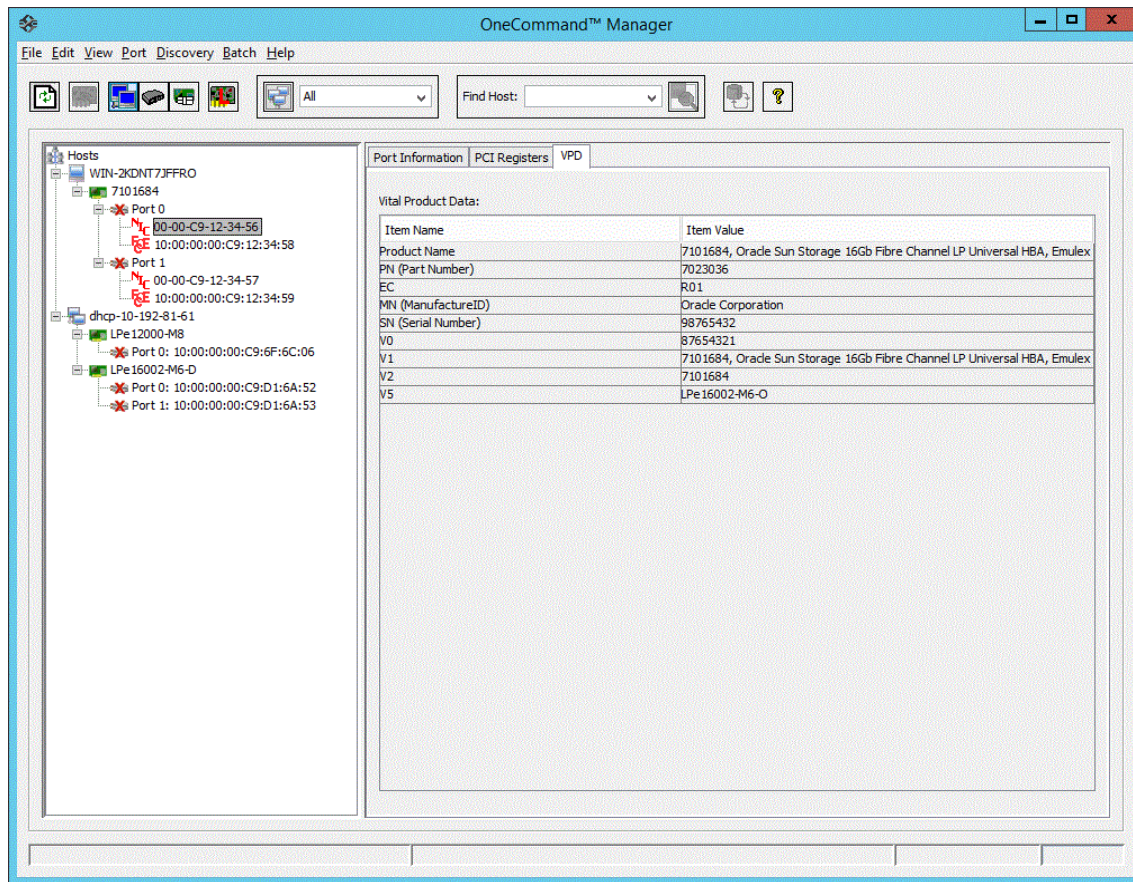 OneCommand™ Manager
File Edit View Port Discovery Batch Help
All
Find Host:
Hosts
WIN-2KDNT7JFFRO
7101684
Port 0
NIC 00-00-C9-12-34-56
FCoE 10:00:00:00:C9:12:34:58
Port 1
NIC 00-00-C9-12-34-57
FCoE 10:00:00:00:C9:12:34:59
dhcp-10-192-81-61
LPe12000-M8
Port 0: 10:00:00:00:C9:6F:6C:06
LPe16002-M6-D
Port 0: 10:00:00:00:C9:D1:6A:52
Port 1: 10:00:00:00:C9:D1:6A:53
Port Information PCI Registers VPD
Vital Product Data:
Item Name Item Value
Product Name 7101684, Oracle Sun Storage 16Gb Fibre Channel LP Universal HBA, Emulex
PN (Part Number) 7023036
EC R01
MN (ManufactureID) Oracle Corporation
SN (Serial Number) 98765432
V0 87654321
V1 7101684, Oracle Sun Storage 16Gb Fibre Channel LP Universal HBA, Emulex
V2 7101684
V5 LPe16002-M6-O